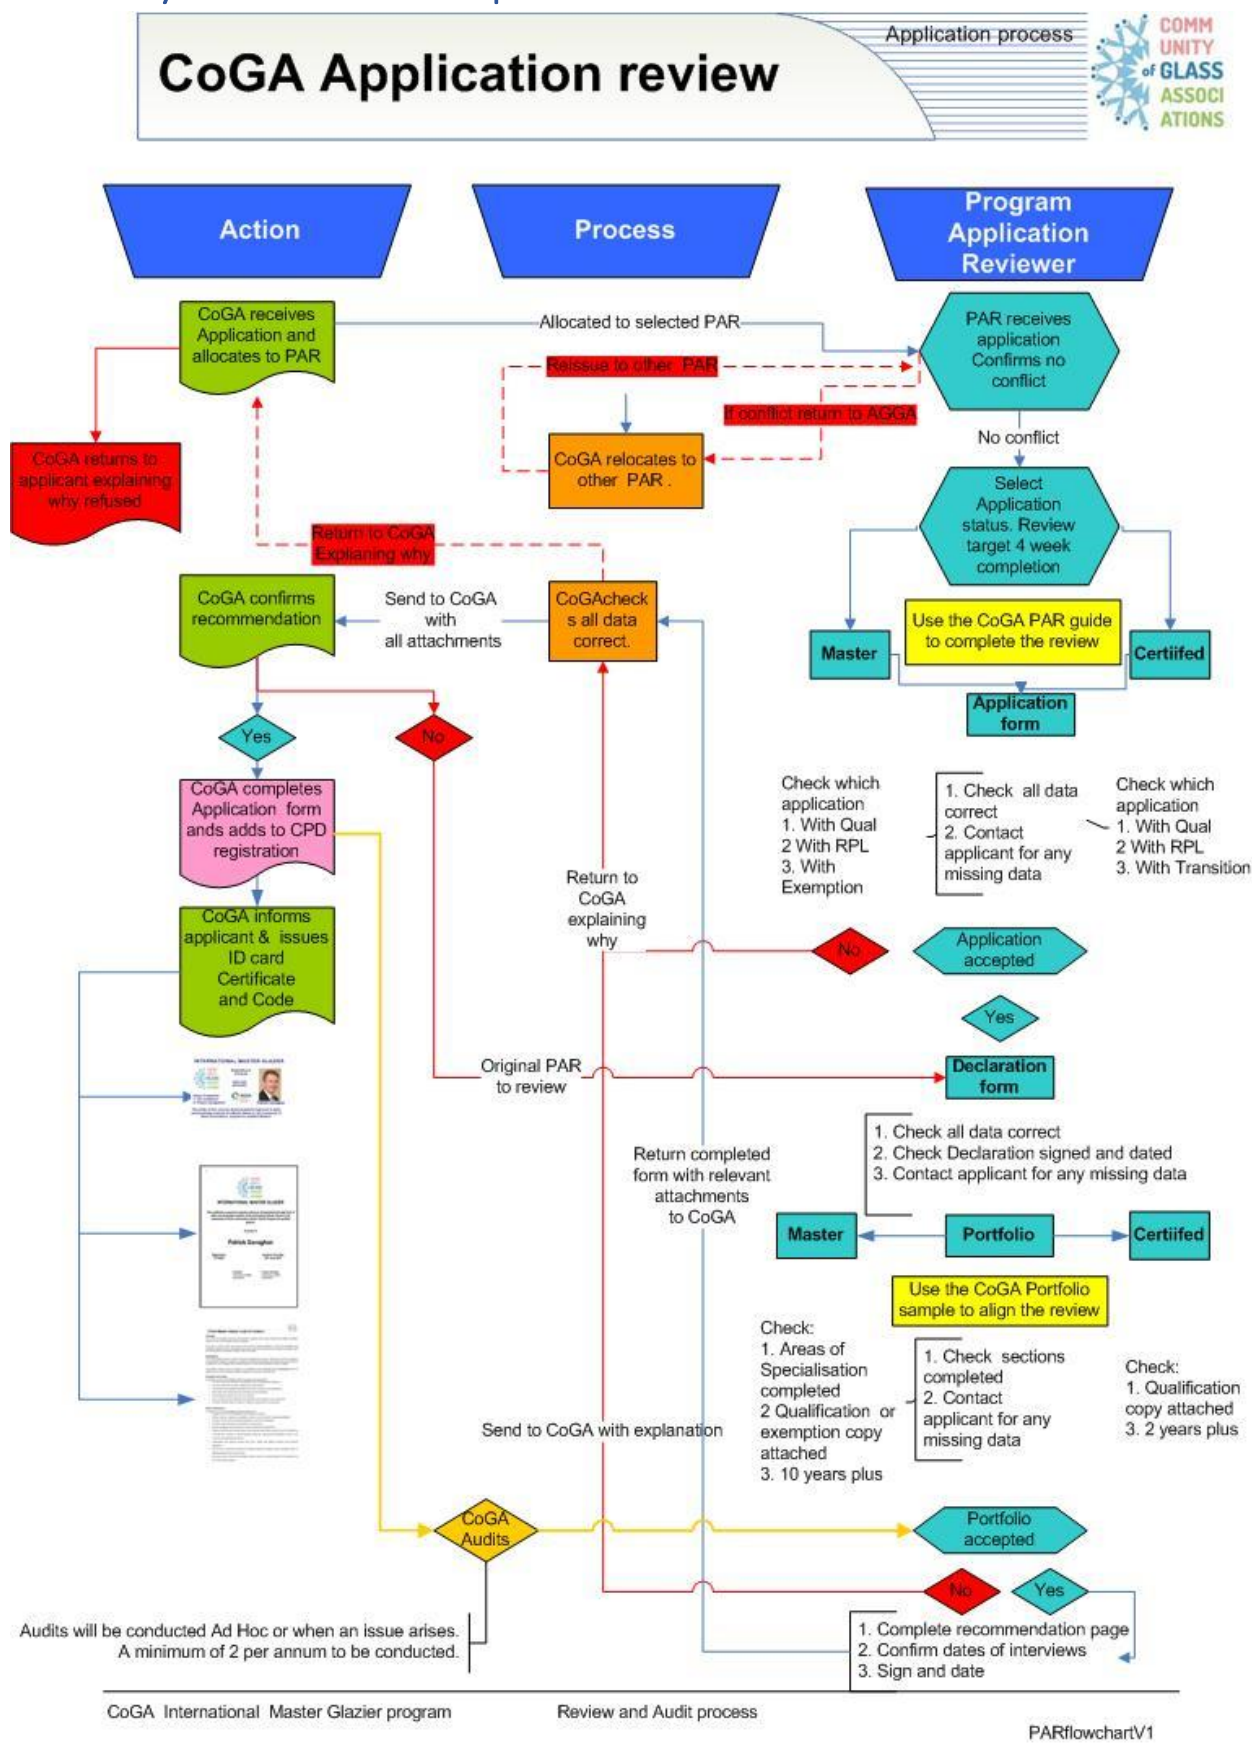 Application process
CoGA Application review
COMM
UNITY
of GLASS
ASSOCI
ATIONS
Action
Process
Program
Application
Reviewer
CoGA receives
Application and
allocates to PAR
Allocated to selected PAR
PAR receives
application
Confirms no
conflict
Reissue to other PAR
If conflict return to AGGA
No conflict
CoGA returns to
applicant explaining
why refused
CoGA relocates to
other PAR .
Select
Application
status. Review
target 4 week
completion
Return to CoGA
Explianing why
CoGA confirms
recommendation
Send to CoGA
with
all attachments
CoGAcheck
s all data
correct.
Use the CoGA PAR guide
to complete the review
Master
Certiifed
Application
form
Yes
No
CoGA completes
Application form
ands adds to CPD
registration
Check which
application
1. With Qual
2 With RPL
3. With
Exemption
1. Check all data
correct
2. Contact
applicant for any
missing data
Check which
application
1. With Qual
2 With RPL
3. With Transition
Return to
CoGA
explaining
why
CoGA informs
applicant & issues
ID card
Certificate
and Code
No
Application
accepted
Yes
INTERNATIONAL MASTER GLAZIER
Original PAR
to review
Declaration
form
1. Check all data correct
2. Check Declaration signed and dated
3. Contact applicant for any missing data
Return completed
form with relevant
attachments
to CoGA
INTERNATIONAL MASTER GLAZIER
Patrick Gavaghan
Master
Portfolio
Certiifed
Use the CoGA Portfolio
sample to align the review
Check:
1. Areas of
Specialisation
completed
2 Qualification or
exemption copy
attached
3. 10 years plus
1. Check sections
completed
2. Contact
applicant for any
missing data
Check:
1. Qualification
copy attached
3. 2 years plus
Send to CoGA with explanation
CoGA
Audits
Portfolio
accepted
No
Yes
Audits will be conducted Ad Hoc or when an issue arises.
A minimum of 2 per annum to be conducted.
1. Complete recommendation page
2. Confirm dates of interviews
3. Sign and date
CoGA International Master Glazier program
Review and Audit process
PARflowchartV1